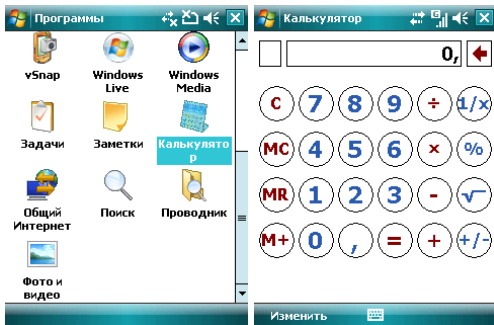 Программы
vSnap
Windows
Live
Windows
Media
Задачи
Заметки
Калькулято
р
Общий
Интернет
Поиск
Проводник
Фото и
видео
Калькулятор
0,
C 7 8 9 ÷ 1/x
MC 4 5 6 × %
MR 1 2 3 - √
M+ 0 , = + +/-
Изменить